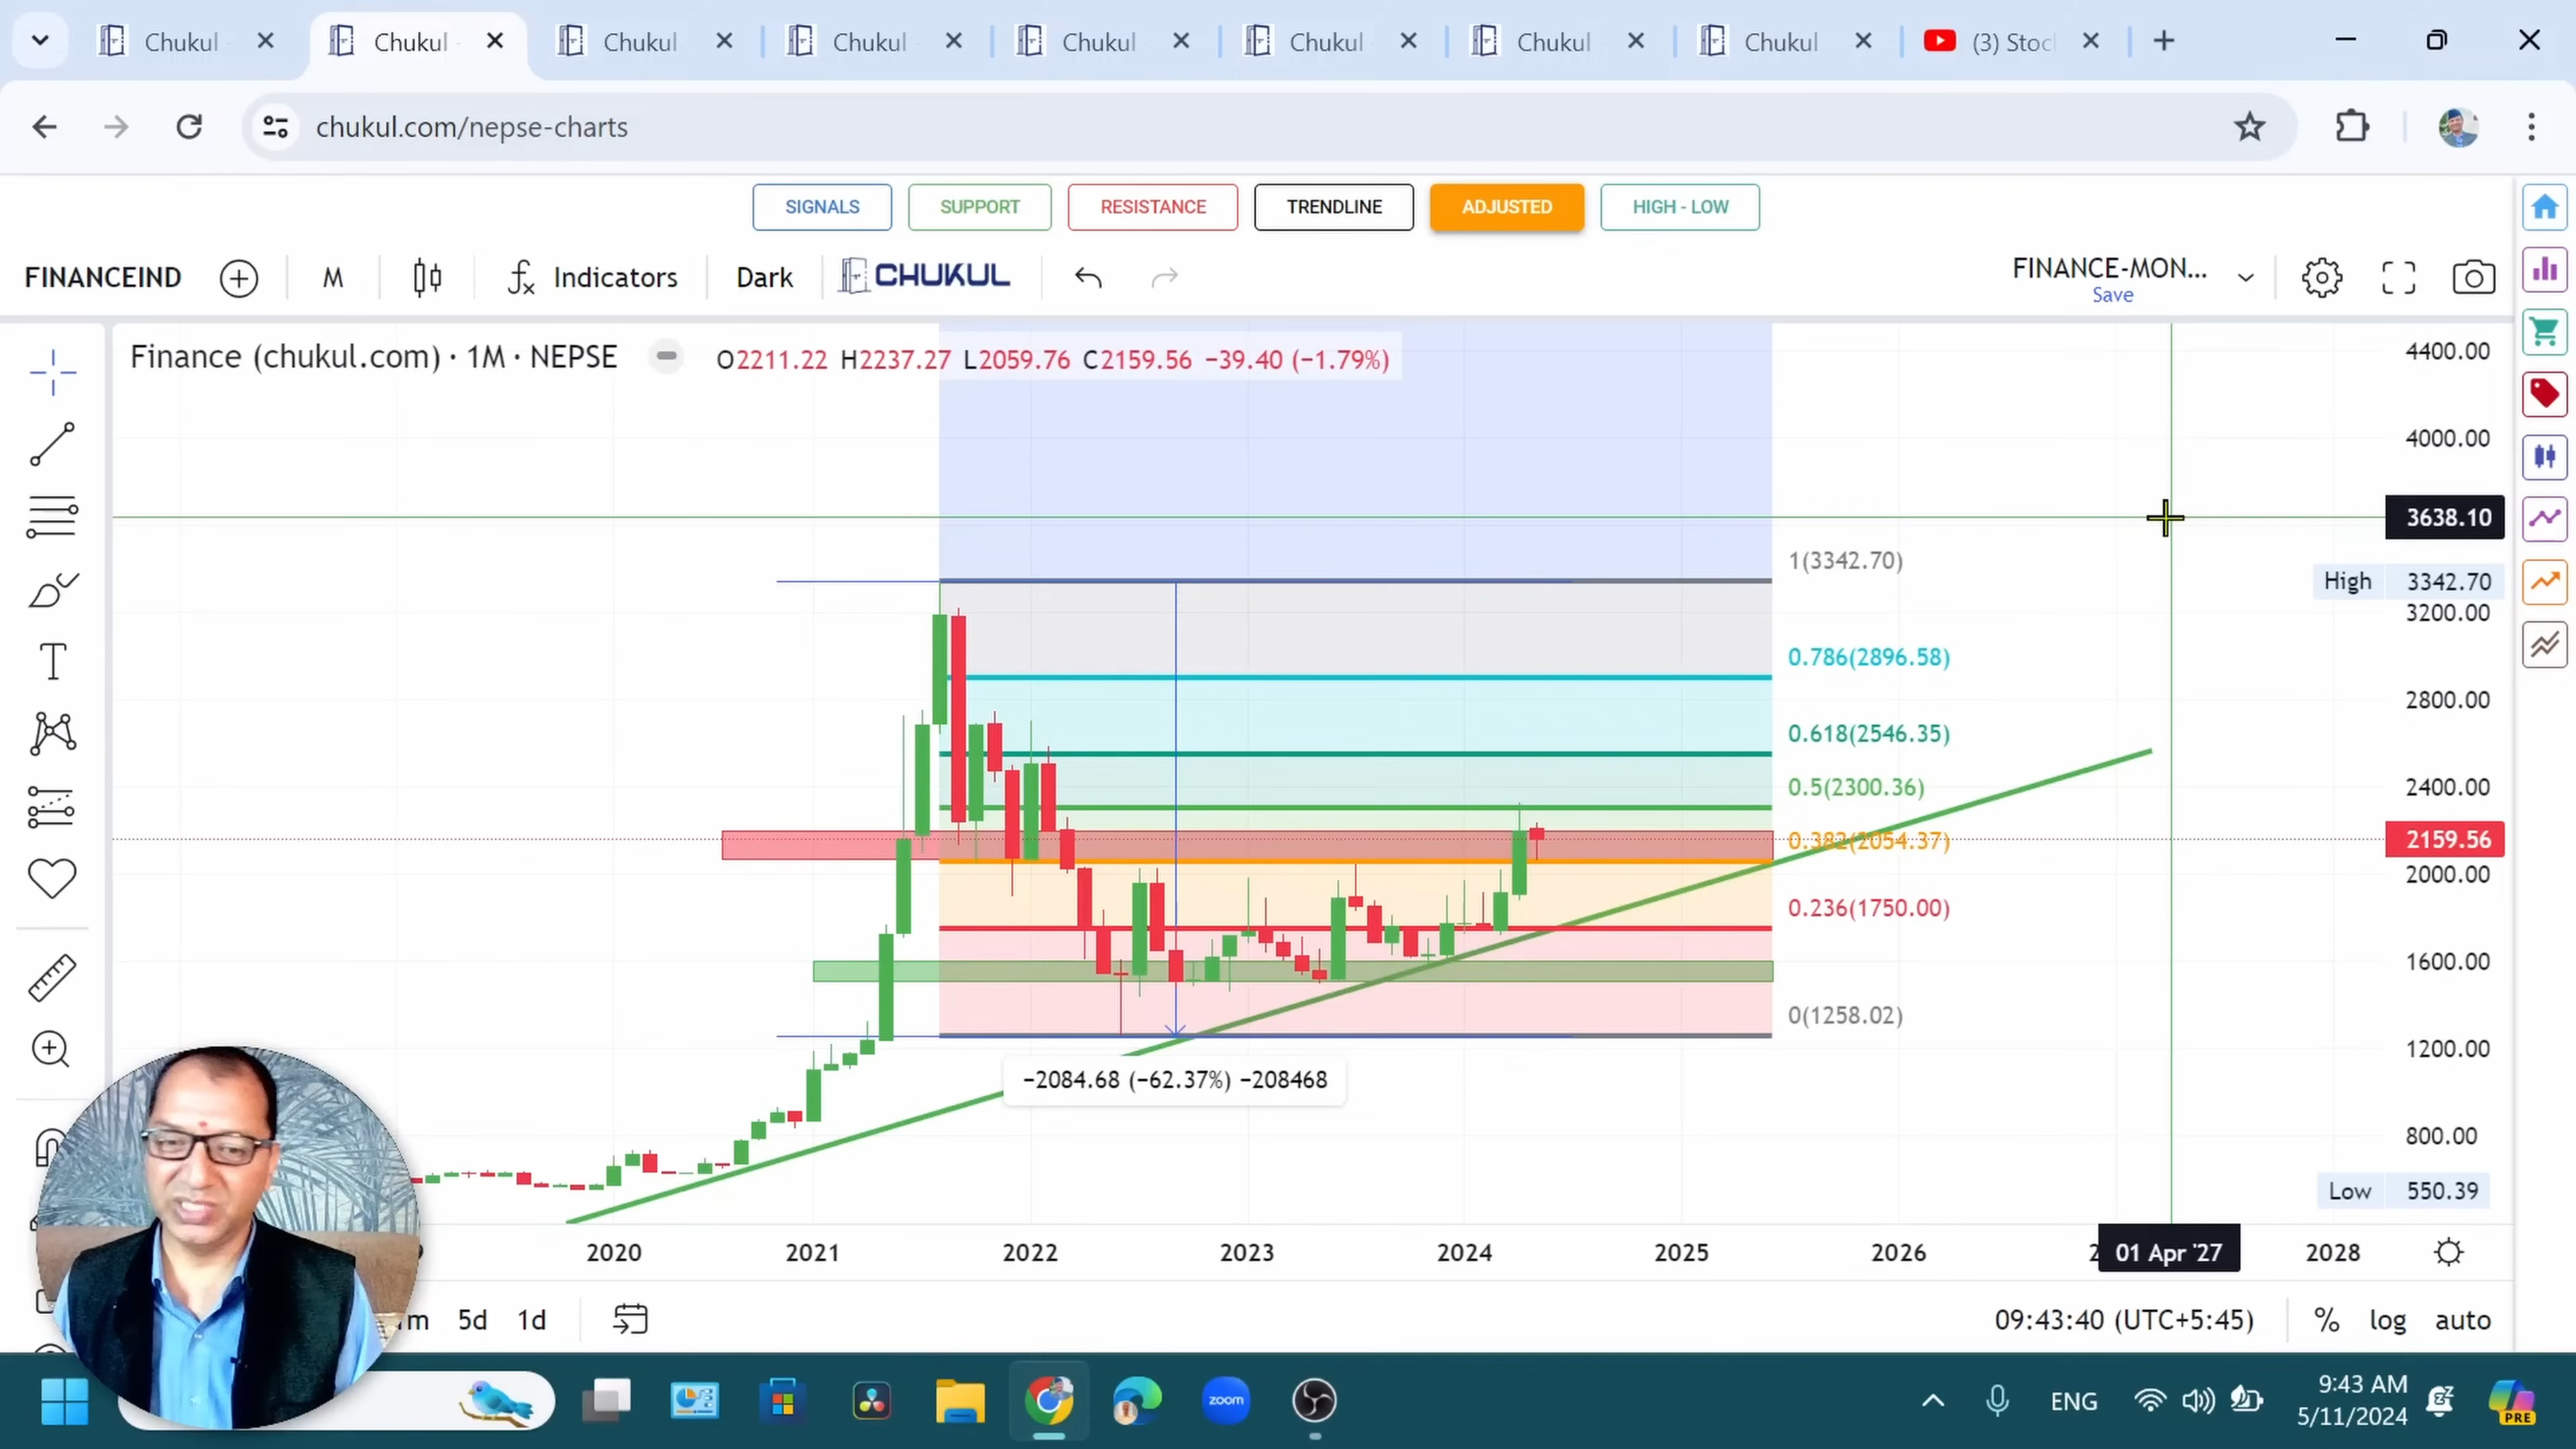 Chukul
Chukul
Chukul
Chukul
Chukul
Chukul
Chukul
Chukul
(3) Stoc
chukul.com/nepse-charts
SIGNALS
SUPPORT
RESISTANCE
TRENDLINE
ADJUSTED
HIGH - LOW
FINANCEIND
M
Indicators
Dark
CHUKUL
FINANCE-MON...
Save
Finance (chukul.com) · 1M · NEPSE
O2211.22 H2237.27 L2059.76 C2159.56 −39.40 (−1.79%)
4400.00
4000.00
3638.10
1(3342.70)
High 3342.70
3200.00
0.786(2896.58)
2800.00
0.618(2546.35)
0.5(2300.36)
2400.00
0.382(2054.37)
2159.56
2000.00
0.236(1750.00)
1600.00
0(1258.02)
1200.00
−2084.68 (−62.37%) −208468
800.00
Low 550.39
2020
2021
2022
2023
2024
2025
2026
01 Apr '27
2028
5d
1d
09:43:40 (UTC+5:45)
%
log
auto
zoom
ENG
9:43 AM
5/11/2024
PRE